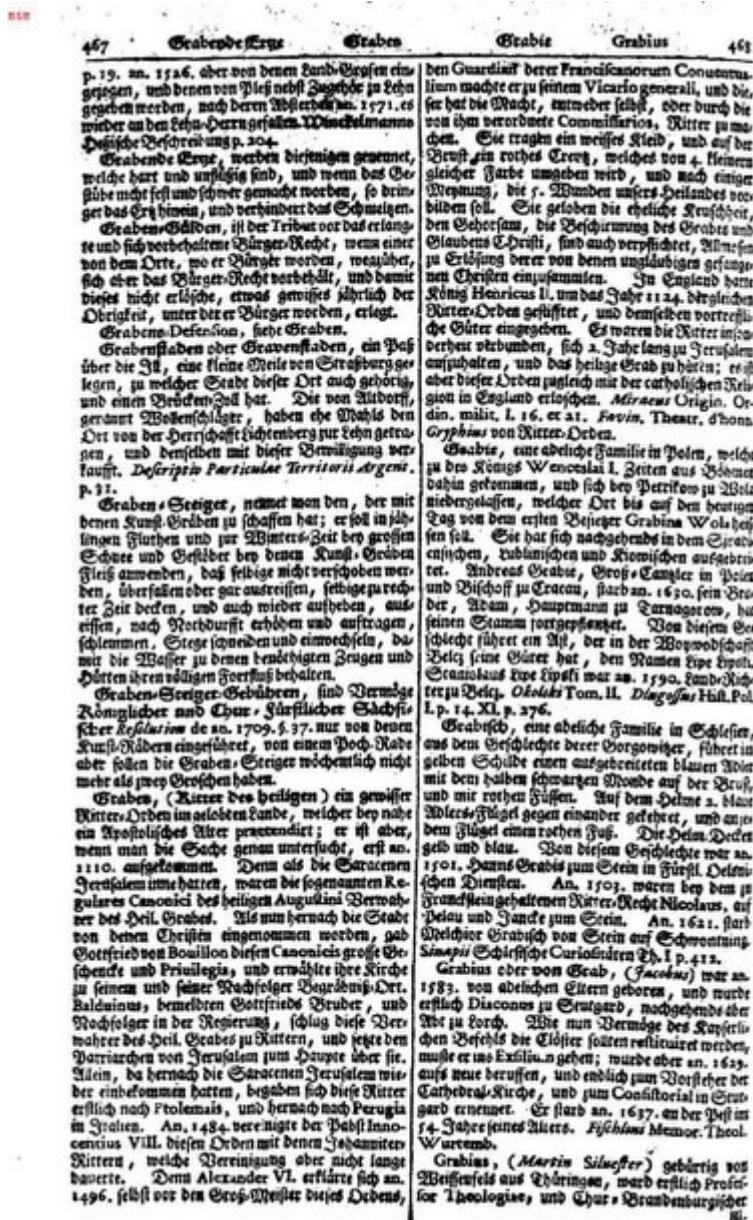 467 Grabende Ertze Graben
Grabie Grabius 468
p. 19. an. 1526. aber von denen Land-Grafen ein-
gezogen, und denen von Pleß nebst Zugehör zu Lehn
gegeben worden, nach deren Absterben an. 1571. es
wieder an den Lehn-Herrn gefallen. Winckelmanns
Heßische Beschreibung p. 204.
Grabende Ertze, werden diejenigen genennet,
welche hart und unflüßig sind, und wenn das Ge-
stübe nicht fest und schwer gemacht worden, so drin-
get das Ertz hinein, und verhindert das Schmeltzen.
Graben-Gülden, ist der Tribut vor das erlang-
te und sich vorbehaltene Bürger-Recht, wenn einer
von dem Orte, wo er Bürger worden, wegziehet,
sich aber das Bürger-Recht vorbehält, und damit
dieses nicht erlösche, etwas gewisses jährlich der
Obrigkeit, unter der er Bürger worden, erlegt.
Grabens-Defension, siehe Graben.
Grabenstaden oder Gravenstaden, ein Paß
über die Ill, eine kleine Meile von Straßburg ge-
legen, zu welcher Stadt dieser Ort auch gehörig,
und einen Brücken-Zoll hat. Die von Altdorff,
genannt Wollenschläger, haben ehe Mahls den
Ort von der Herrschafft Lichtenberg zur Lehn getra-
gen, und denselben mit dieser Bewilligung ver-
kaufft. Descriptio Particulae Territorii Argent.
p. 31.
Graben-Steiger, nennet man den, der mit
denen Kunst-Gräben zu schaffen hat; er soll in jäh-
lingen Fluthen und zur Winters-Zeit bey grossen
Schnee und Gestöber bey denen Kunst-Gräben
Fleiß anwenden, daß selbige nicht verschoben wer-
den, überfallen oder gar ausreissen, selbige zu rech-
ter Zeit decken, und auch wieder aufheben, aus-
eissen, nach Nothdurfft erhöhen und auftragen,
schlemmen, Stege schneiden und einwechseln, da-
mit die Wasser zu denen benöthigten Zeugen und
Hütten ihren völligen Fortfluß behalten.
Graben-Steiger-Gebühren, sind Vermöge
Königlicher und Chur-Fürstlicher Sächsi-
scher Resolution de an. 1709. §. 37. nur von denen
Kunst-Rädern eingeführet, von einem Poch-Rade
aber sollen die Graben-Steiger wöchentlich nicht
mehr als zwey Groschen haben.
Graben, (Ritter des heiligen) ein gewisser
Ritter-Orden im gelobten Lande, welcher bey nahe
ein Apostolisches Alter praetendirt; er ist aber,
wenn man die Sache genau untersucht, erst an.
1110. aufgekommen. Denn als die Saracenen
Jerusalem inne hatten, waren die sogenannten Re-
gulares Canonici des heiligen Augustini Verwah-
rer des Heil. Grabes. Als nun hernach die Stadt
von denen Christen eingenommen worden, gab
Gottfried von Bouillon diesen Canonicis grosse Ge-
schencke und Privilegia, und erwählte ihre Kirche
zu seinem und seiner Nachfolger Begräbniß-Ort.
Balduinus, bemeldten Gottfrieds Bruder, und
Nachfolger in der Regierung, schlug diese Ver-
wahrer des Heil. Grabes zu Rittern, und setzte den
Patriarchen von Jerusalem zum Haupte über sie.
Allein, da hernach die Saracenen Jerusalem wie-
der einbekommen hatten, begaben sich diese Ritter
erstlich nach Ptolemais, und hernach nach Perugia
in Italien. An. 1484. vereinigte der Pabst Inno-
centius VIII. diesen Orden mit denen Johanniter-
Rittern, welche Vereinigung aber nicht lange
dauerte. Denn Alexander VI. erklärte sich an.
1496. selbst vor den Groß-Meister dieses Ordens,
den Guardian derer Franciscanorum Conventua-
lium machte er zu seinem Vicario generali, und die-
ser hat die Macht, entweder selbst, oder durch die
von ihm verordnete Commissarios, Ritter zu ma-
chen. Sie tragen ein weisses Kleid, und auf der
Brust ein rothes Creutz, welches von 4. kleinern
gleicher Farbe umgeben wird, und nach einiger
Meynung, die 5. Wunden unsers Heilandes vor-
bilden soll. Sie geloben die eheliche Keuschheit,
den Gehorsam, die Beschirmung des Grabes und
Glaubens Christi, sind auch verpflichtet, Allmosen
zu Erlösung derer von denen ungläubigen gefange-
nen Christen einzusammlen. In England hatte
König Henricus II. um das Jahr 1124. dergleichen
Ritter-Orden gestifftet, und demselben vortreffli-
che Güter eingegeben. Es waren die Ritter inson-
derheit verbunden, sich 2. Jahr lang zu Jerusalem
aufzuhalten, und das heilige Grab zu hüten; es ist
aber dieser Orden zugleich mit der catholischen Reli-
gion in England erloschen. Miraeus Origin. Or-
din. milit. I. 16. et 21. Favin. Theatr. d'honn.
Gryphius von Ritter-Orden.
Grabie, eine adeliche Familie in Polen, welche
zu des Königs Wenceslai I. Zeiten aus Böhmen
dahin gekommen, und sich bey Petrikow zu Wola
niedergelassen, welcher Ort bis auf den heutigen
Tag von dem ersten Besitzer Grabina Wola heis-
sen soll. Sie hat sich nachgehends in dem Siradi-
ensischen, Lublinischen und Kiowischen ausgebrei-
tet. Andreas Grabie, Groß-Cantzler in Polen
und Bischoff zu Cracau, starb an. 1630. sein Bru-
der, Adam, Hauptmann zu Tarnagorow, hat
seinen Stamm fortgepflantzet. Von diesem Ge-
schlecht führet ein Ast, der in der Woywodschafft
Belcz seine Güter hat, den Namen Lipe Lipski.
Stanislaus Lipe Lipski war an. 1590. Land-Rich-
ter zu Belcz. Okolski Tom. II. Dlugossus Hist. Pol.
I. p. 14. XI. p. 276.
Grabisch, eine adeliche Familie in Schlesien,
aus dem Geschlechte derer Gorgowitzer, führet in
gelben Schilde einen ausgebreiteten blauen Adler
mit dem halben schwartzen Monde auf der Brust,
und mit rothen Füssen. Auf dem Helme 2. blaue
Adlers-Flügel gegen einander gekehret, und an je-
dem Flügel einen rothen Fuß. Die Helm-Decken
gelb und blau. Von diesem Geschlechte war an.
1501. Hanns Grabis zum Stein in Fürstl. Oelsni-
schen Diensten. An. 1503. waren bey dem zu
Franckstein gehaltenen Ritter-Recht Nicolaus, auf
Pelau und Jancke zum Stein. An. 1621. starb
Melchior Grabisch von Stein auf Schwontnig.
Sinapii Schlesische Curiositäten Th. I p. 412.
Grabius oder von Grab, (Jacobus) war an.
1583. von adelichen Eltern geboren, und wurde
erstlich Diaconus zu Stutgard, nachgehends aber
Abt zu Lorch. Wie nun Vermöge des Kayserli-
chen Befehls die Clöster sollten restituiret werden,
muste er ins Exsilium gehen; wurde aber an. 1629.
aufs neue beruffen, und endlich zum Vorsteher der
Cathedral-Kirche, und zum Consistorial in Stut-
gard ernennet. Er starb an. 1637. an der Pest im
54. Jahre seines Alters. Fischlins Memor. Theol.
Wurtemb.
Grabius, (Martin Silvester) gebürtig von
Weissenfels aus Thüringen, ward erstlich Profes-
sor Theologiae, und Chur-Brandenburgischer